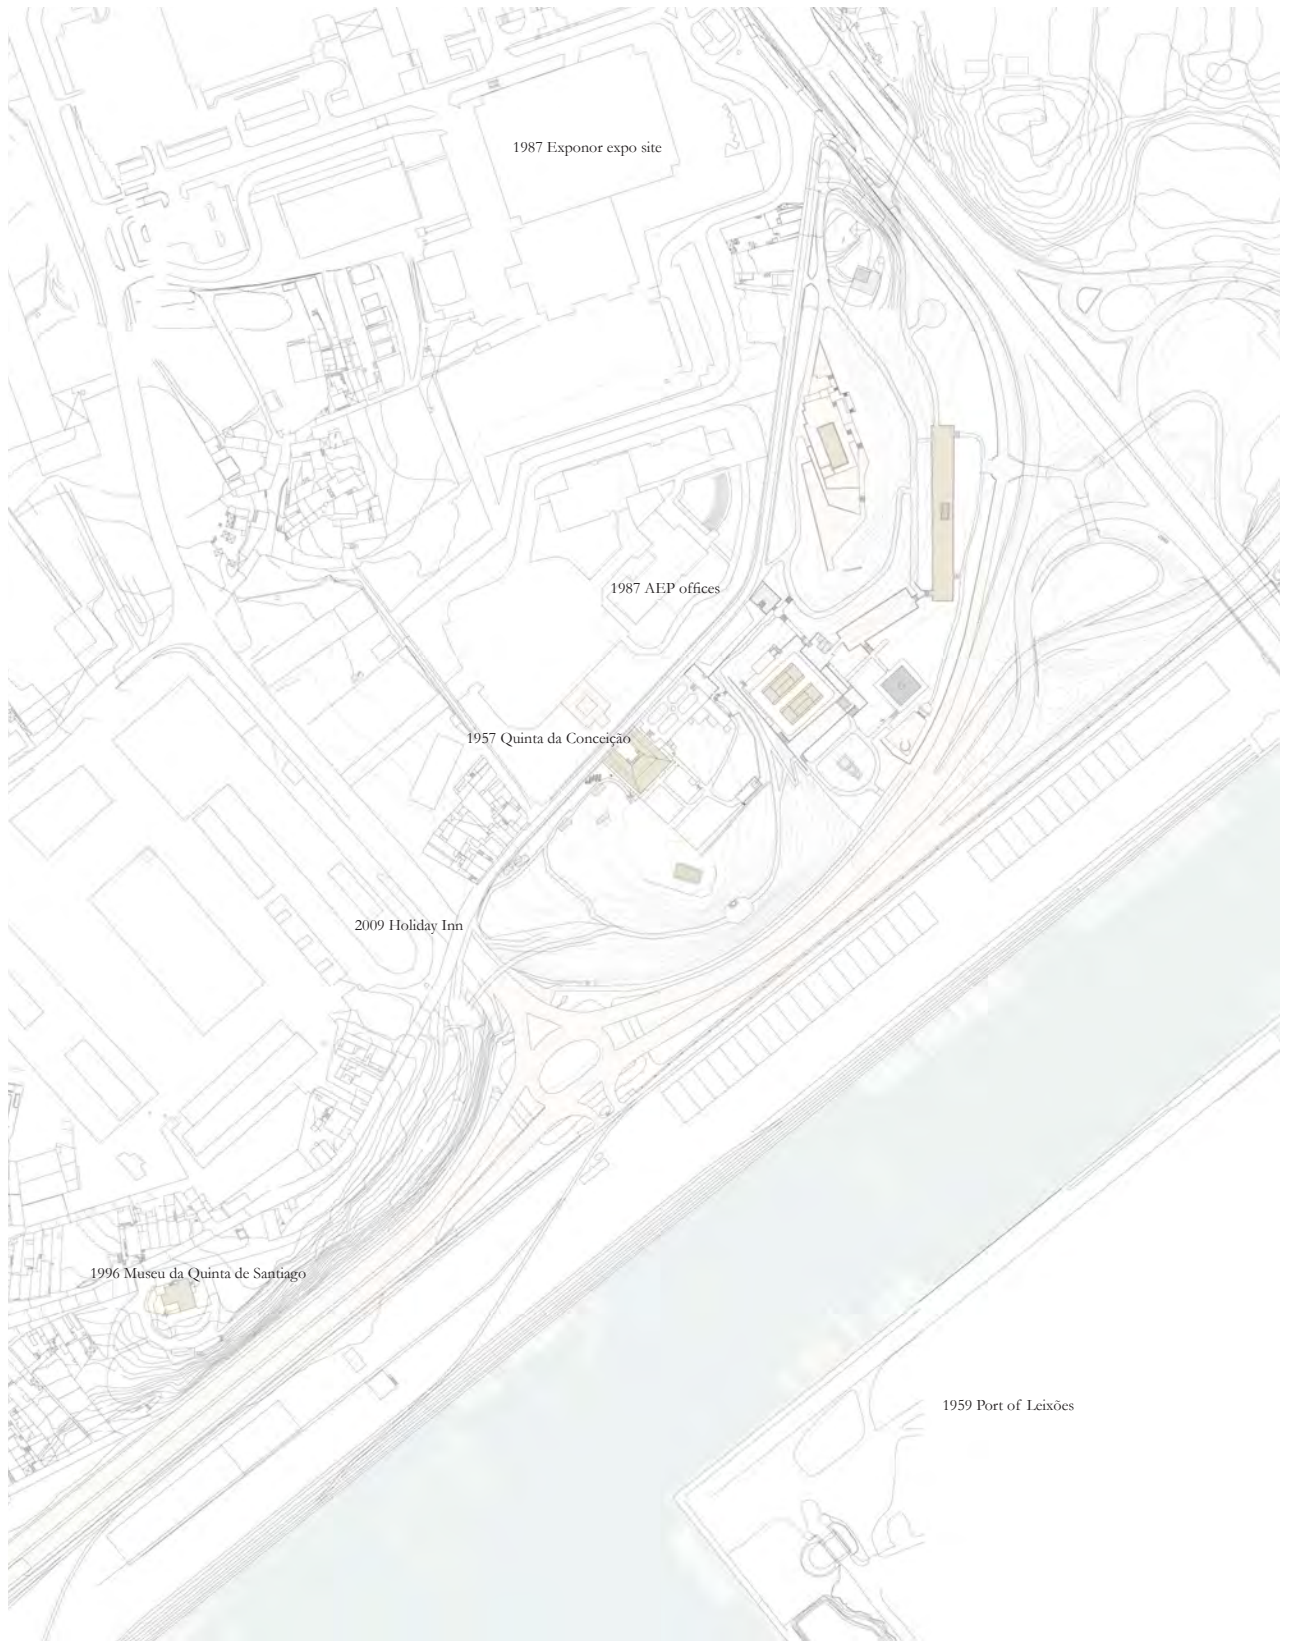 1987 Exponor expo site
1987 AEP offices
1957 Quinta da Conceição
2009 Holiday Inn
1996 Museu da Quinta de Santiago
1959 Port of Leixões